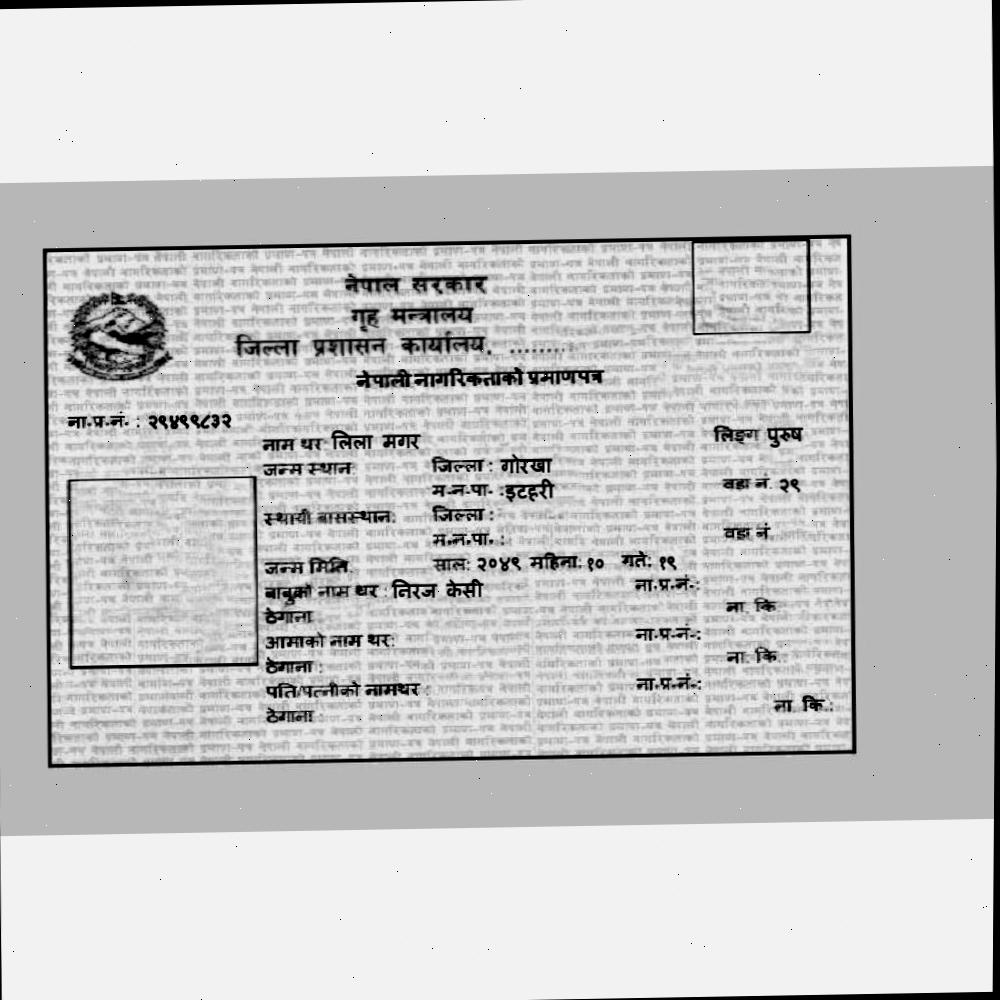 नेपाल सरकार
गृह मन्त्रालय
जिल्ला प्रशासन कार्यालय, .........
नेपाली नागरिकताको प्रमाणपत्र
ना.प्र.नं. : २९४९९८३२
नाम थर: लिला मगर लिङ्ग पुरुष
जन्म स्थान: जिल्ला : गोरखा
म.न.पा. :इटहरी वडा नं. २९
स्थायी बासस्थान: जिल्ला :
म.न.पा. : वडा नं.
जन्म मिति: साल: २०४९ महिना: १० गते: १९
बाबुको नाम थर : निरज केसी ना.प्र.नं.:
ठेगाना : ना. कि.
आमाको नाम थर: ना.प्र.नं.:
ठेगाना : ना. कि.:
पति/पत्नीको नामथर : ना.प्र.नं.:
ठेगाना : ना. कि.: